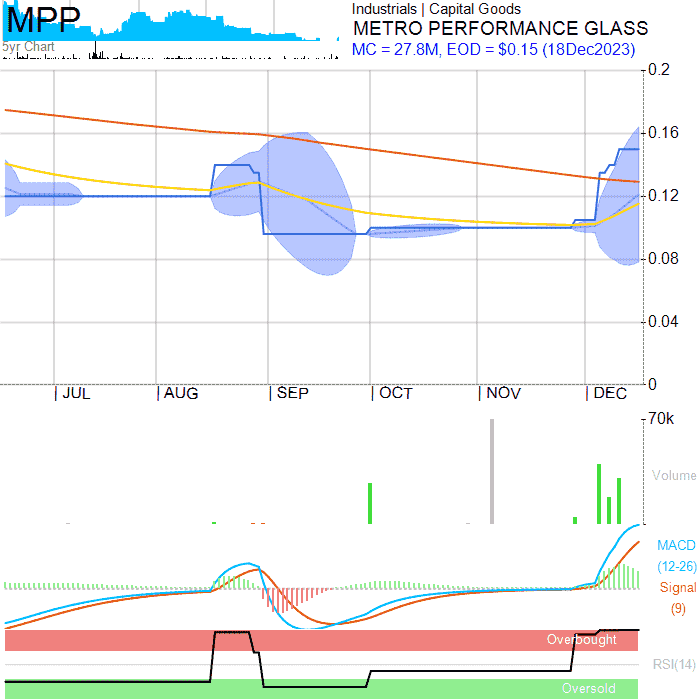 MPP
5yr Chart
Industrials | Capital Goods
METRO PERFORMANCE GLASS
MC = 27.8M, EOD = $0.15 (18Dec2023)
0.2
0.16
0.12
0.08
0.04
0
JUL AUG SEP OCT NOV DEC
70k
Volume
MACD
(12-26)
Signal
(9)
Overbought
RSI(14)
Oversold